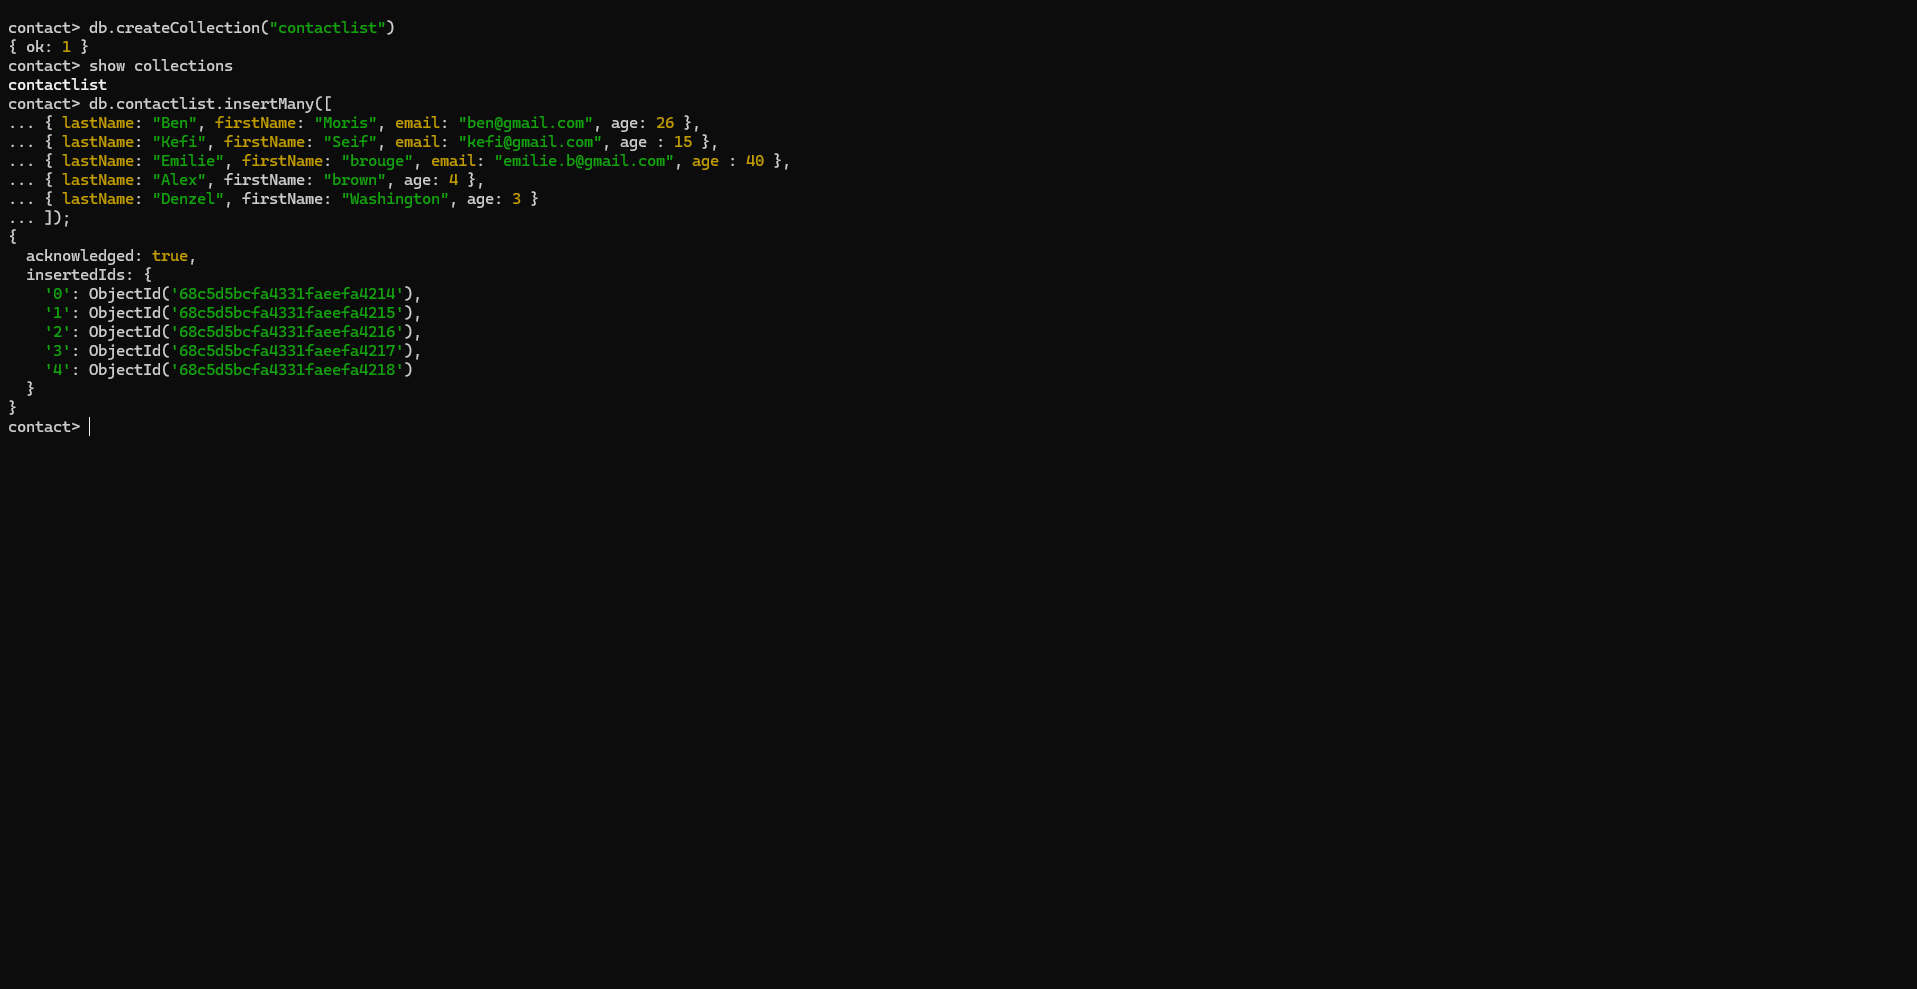 contact> db.createCollection("contactlist")
{ ok: 1 }
contact> show collections
contactlist
contact> db.contactlist.insertMany([
... { lastName: "Ben", firstName: "Moris", email: "ben@gmail.com", age: 26 },
... { lastName: "Kefi", firstName: "Seif", email: "kefi@gmail.com", age : 15 },
... { lastName: "Emilie", firstName: "brouge", email: "emilie.b@gmail.com", age : 40 },
... { lastName: "Alex", firstName: "brown", age: 4 },
... { lastName: "Denzel", firstName: "Washington", age: 3 }
... ]);
{
  acknowledged: true,
  insertedIds: {
    '0': ObjectId('68c5d5bcfa4331faeefa4214'),
    '1': ObjectId('68c5d5bcfa4331faeefa4215'),
    '2': ObjectId('68c5d5bcfa4331faeefa4216'),
    '3': ObjectId('68c5d5bcfa4331faeefa4217'),
    '4': ObjectId('68c5d5bcfa4331faeefa4218')
  }
}
contact>